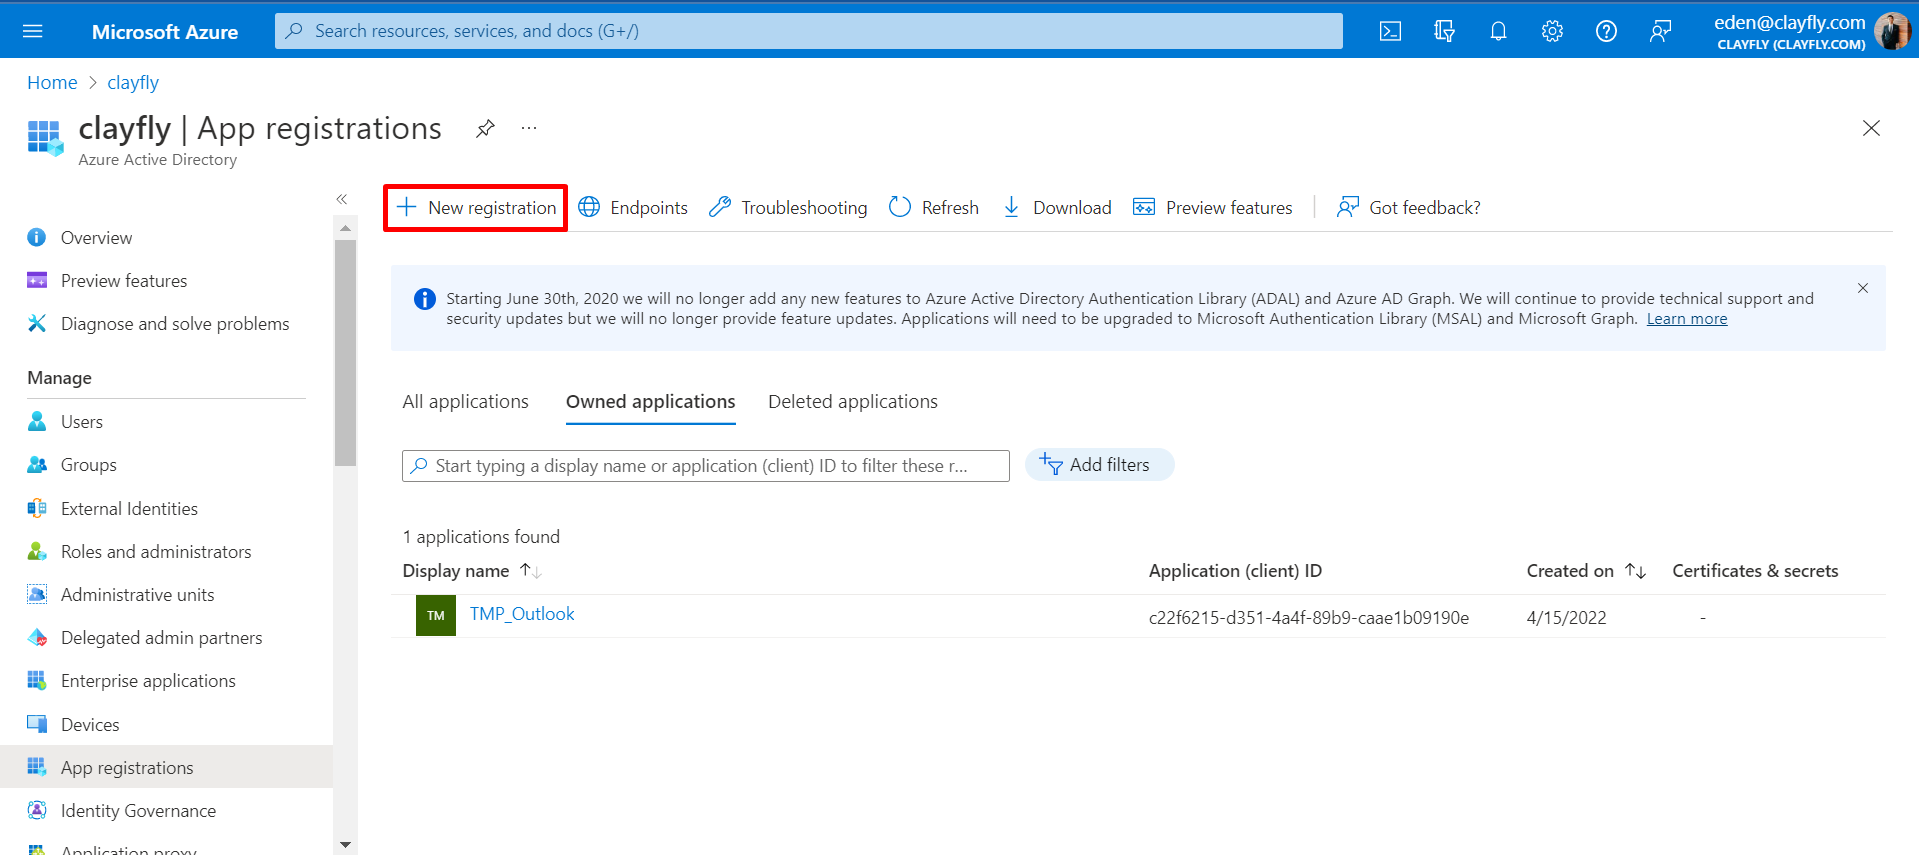 Microsoft Azure
Search resources, services, and docs (G+/)
eden@clayfly.com
CLAYFLY (CLAYFLY.COM)
Home > clayfly
clayfly | App registrations
Azure Active Directory
New registration
Endpoints
Troubleshooting
Refresh
Download
Preview features
Got feedback?
Overview
Preview features
Diagnose and solve problems
Manage
Users
Groups
External Identities
Roles and administrators
Administrative units
Delegated admin partners
Enterprise applications
Devices
App registrations
Identity Governance
Application proxy
Starting June 30th, 2020 we will no longer add any new features to Azure Active Directory Authentication Library (ADAL) and Azure AD Graph. We will continue to provide technical support and
security updates but we will no longer provide feature updates. Applications will need to be upgraded to Microsoft Authentication Library (MSAL) and Microsoft Graph. Learn more
All applications
Owned applications
Deleted applications
Start typing a display name or application (client) ID to filter these r...
Add filters
1 applications found
Display name
Application (client) ID
Created on
Certificates & secrets
TM
TMP_Outlook
c22f6215-d351-4a4f-89b9-caae1b09190e
4/15/2022
-